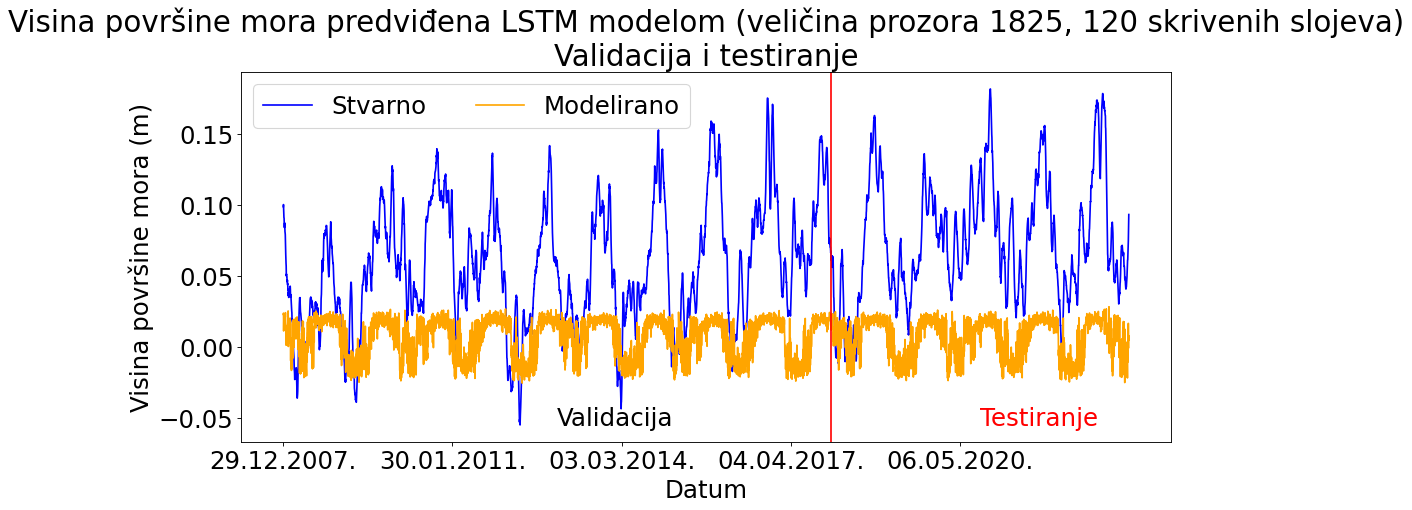 Visina površine mora predviđena LSTM modelom (veličina prozora 1825, 120 skrivenih slojeva)
Validacija i testiranje
Stvarno
Modelirano
Visina površine mora (m)
0.15
0.10
0.05
0.00
−0.05
Validacija
Testiranje
29.12.2007.
30.01.2011.
03.03.2014.
04.04.2017.
06.05.2020.
Datum